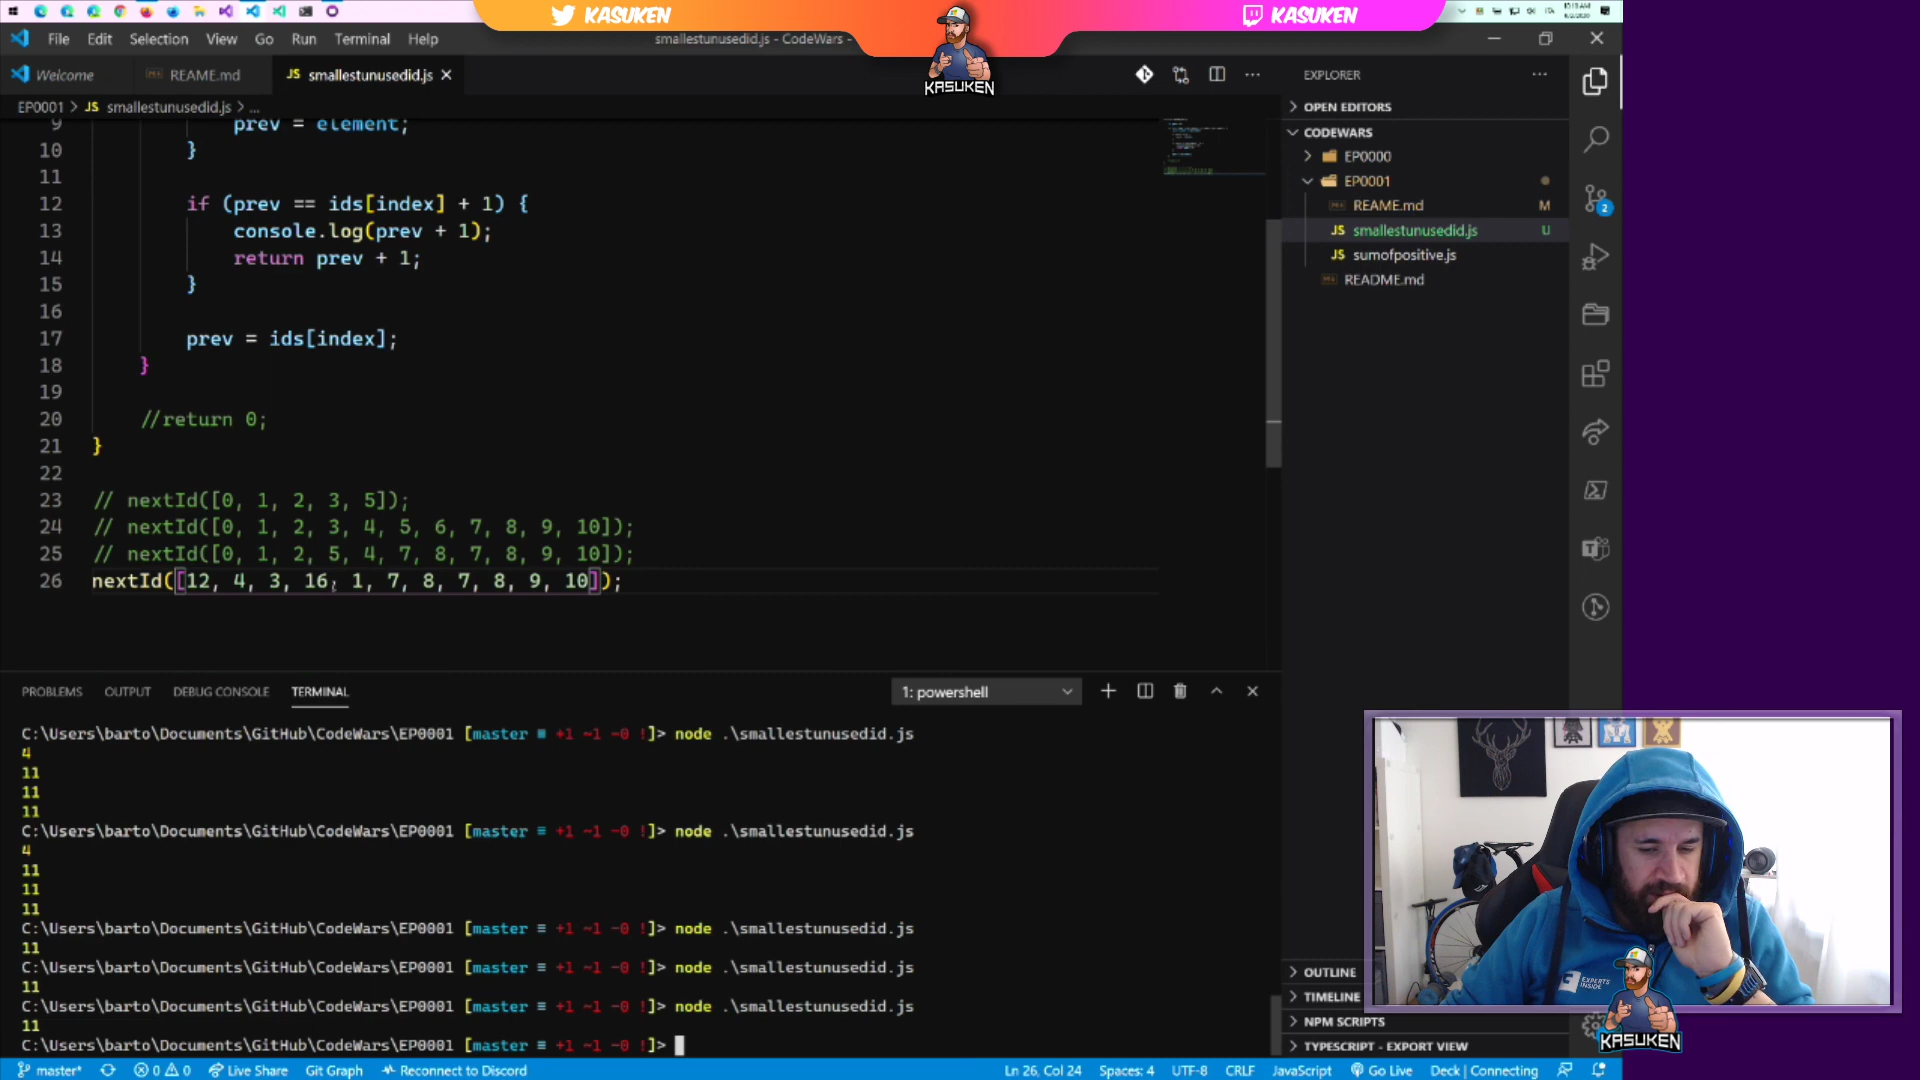 KASUKEN
KASUKEN
KASUKEN
File Edit Selection View Go Run Terminal Help
smallestunusedid.js - CodeWars -
Welcome
REAME.md
JS smallestunusedid.js
EP0001 > JS smallestunusedid.js > ...
9 prev = element;
10 }
11
12 if (prev == ids[index] + 1) {
13 console.log(prev + 1);
14 return prev + 1;
15 }
16
17 prev = ids[index];
18 }
19
20 //return 0;
21 }
22
23 // nextId([0, 1, 2, 3, 5]);
24 // nextId([0, 1, 2, 3, 4, 5, 6, 7, 8, 9, 10]);
25 // nextId([0, 1, 2, 5, 4, 7, 8, 7, 8, 9, 10]);
26 nextId([12, 4, 3, 16, 1, 7, 8, 7, 8, 9, 10]);
EXPLORER
OPEN EDITORS
CODEWARS
EP0000
EP0001
REAME.md M
JS smallestunusedid.js U
JS sumofpositive.js
README.md
2
PROBLEMS OUTPUT DEBUG CONSOLE TERMINAL
1: powershell
C:\Users\barto\Documents\GitHub\CodeWars\EP0001 [master ≡ +1 ~1 -0 !]> node .\smallestunusedid.js
4
11
11
11
C:\Users\barto\Documents\GitHub\CodeWars\EP0001 [master ≡ +1 ~1 -0 !]> node .\smallestunusedid.js
4
11
11
11
C:\Users\barto\Documents\GitHub\CodeWars\EP0001 [master ≡ +1 ~1 -0 !]> node .\smallestunusedid.js
11
C:\Users\barto\Documents\GitHub\CodeWars\EP0001 [master ≡ +1 ~1 -0 !]> node .\smallestunusedid.js
11
C:\Users\barto\Documents\GitHub\CodeWars\EP0001 [master ≡ +1 ~1 -0 !]> node .\smallestunusedid.js
11
C:\Users\barto\Documents\GitHub\CodeWars\EP0001 [master ≡ +1 ~1 -0 !]>
OUTLINE
TIMELINE
NPM SCRIPTS
TYPESCRIPT - EXPORT VIEW
EXPERTS
INSIDE
KASUKEN
master* 0 0 Live Share Git Graph Reconnect to Discord
Ln 26, Col 24 Spaces: 4 UTF-8 CRLF JavaScript Go Live Deck | Connecting